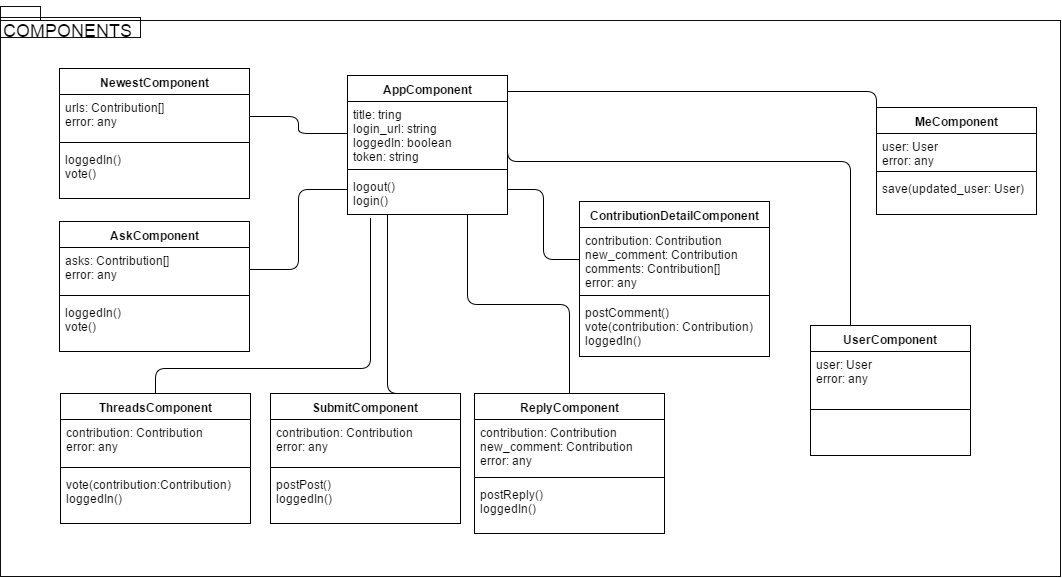 COMPONENTS
NewestComponent
urls: Contribution[]
error: any
loggedIn()
vote()
AppComponent
title: tring
login_url: string
loggedIn: boolean
token: string
logout()
login()
MeComponent
user: User
error: any
save(updated_user: User)
AskComponent
asks: Contribution[]
error: any
loggedIn()
vote()
ContributionDetailComponent
contribution: Contribution
new_comment: Contribution
comments: Contribution[]
error: any
postComment()
vote(contribution: Contribution)
loggedIn()
UserComponent
user: User
error: any
ThreadsComponent
contribution: Contribution
error: any
vote(contribution:Contribution)
loggedIn()
SubmitComponent
contribution: Contribution
error: any
postPost()
loggedIn()
ReplyComponent
contribution: Contribution
new_comment: Contribution
error: any
postReply()
loggedIn()